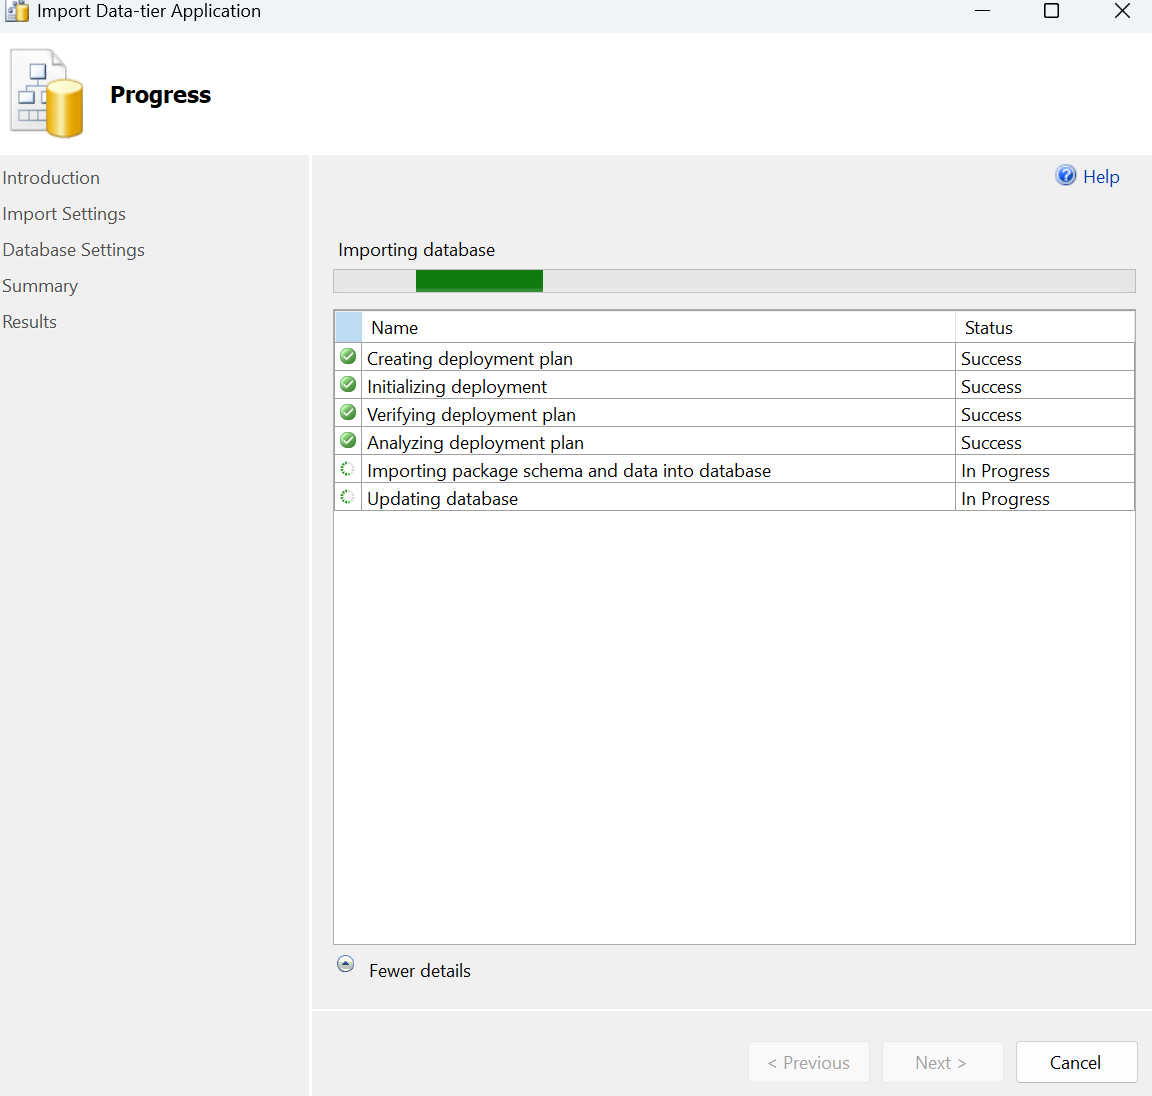 Import Data-tier Application
Progress
Introduction
Import Settings
Database Settings
Summary
Results
Help
Importing database
Name Status
Creating deployment plan Success
Initializing deployment Success
Verifying deployment plan Success
Analyzing deployment plan Success
Importing package schema and data into database In Progress
Updating database In Progress
Fewer details
< Previous Next > Cancel